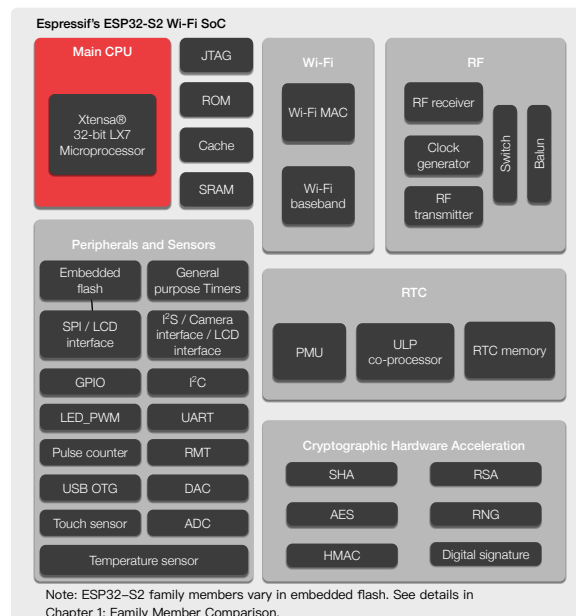 Espressif's ESP32-S2 Wi-Fi SoC
Main CPU
Xtensa®
32-bit LX7
Microprocessor
JTAG
ROM
Cache
SRAM
Wi-Fi
Wi-Fi MAC
Wi-Fi
baseband
RF
RF receiver
Clock
generator
RF
transmitter
Switch
Balun
Peripherals and Sensors
Embedded
flash
General
purpose Timers
SPI / LCD
interface
I²S / Camera
interface / LCD
interface
GPIO
I²C
LED_PWM
UART
Pulse counter
RMT
USB OTG
DAC
Touch sensor
ADC
Temperature sensor
RTC
PMU
ULP
co-processor
RTC memory
Cryptographic Hardware Acceleration
SHA
RSA
AES
RNG
HMAC
Digital signature
Note: ESP32–S2 family members vary in embedded flash. See details in
Chapter 1: Family Member Comparison.